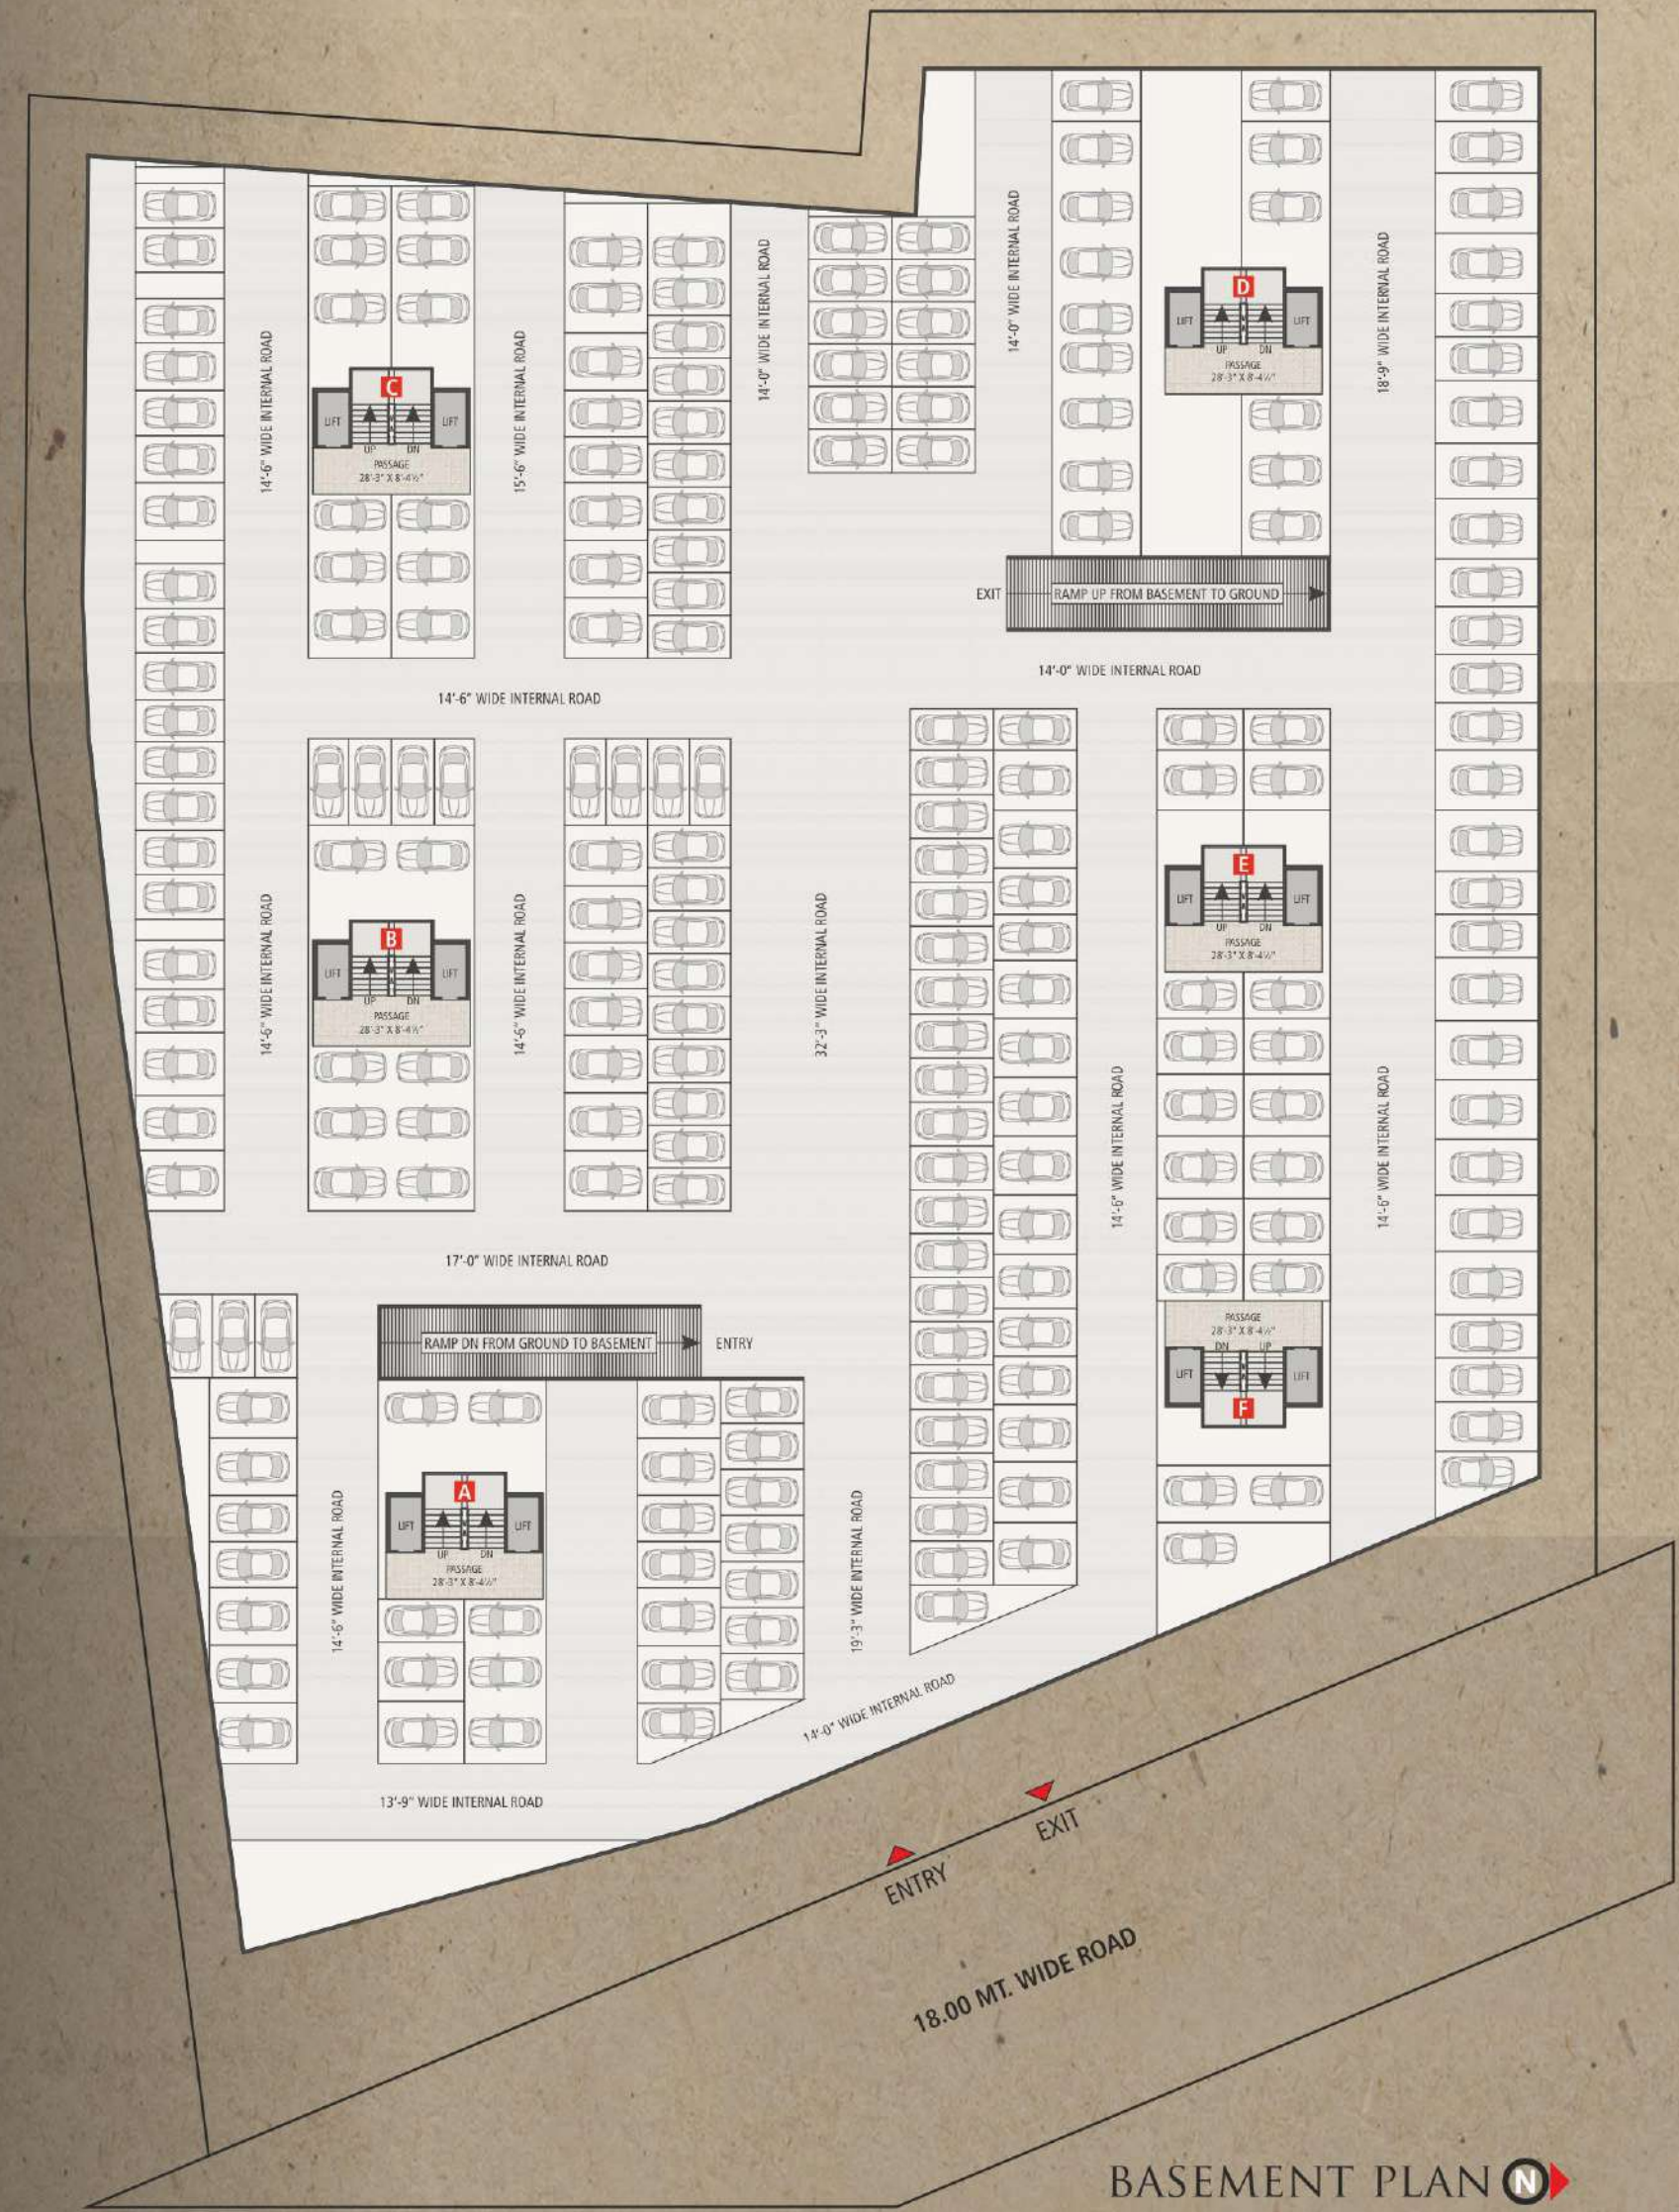 14'-0" WIDE INTERNAL ROAD
18'-9" WIDE INTERNAL ROAD
14'-0" WIDE INTERNAL ROAD
D
LIFT
LIFT
UP
DN
PASSAGE
28'-3" X 8'-4½"
14'-6" WIDE INTERNAL ROAD
15'-6" WIDE INTERNAL ROAD
C
LIFT
LIFT
UP
DN
PASSAGE
28'-3" X 8'-4½"
EXIT
RAMP UP FROM BASEMENT TO GROUND
14'-0" WIDE INTERNAL ROAD
14'-6" WIDE INTERNAL ROAD
E
LIFT
LIFT
UP
DN
PASSAGE
28'-3" X 8'-4½"
14'-6" WIDE INTERNAL ROAD
B
LIFT
LIFT
UP
DN
PASSAGE
28'-3" X 8'-4½"
14'-6" WIDE INTERNAL ROAD
32'-3" WIDE INTERNAL ROAD
14'-6" WIDE INTERNAL ROAD
14'-6" WIDE INTERNAL ROAD
17'-0" WIDE INTERNAL ROAD
RAMP DN FROM GROUND TO BASEMENT
ENTRY
PASSAGE
28'-3" X 8'-4½"
DN
UP
LIFT
LIFT
F
A
LIFT
LIFT
UP
DN
PASSAGE
28'-3" X 8'-4½"
14'-6" WIDE INTERNAL ROAD
19'-3" WIDE INTERNAL ROAD
14'-0" WIDE INTERNAL ROAD
13'-9" WIDE INTERNAL ROAD
EXIT
ENTRY
18.00 MT. WIDE ROAD
BASEMENT PLAN N